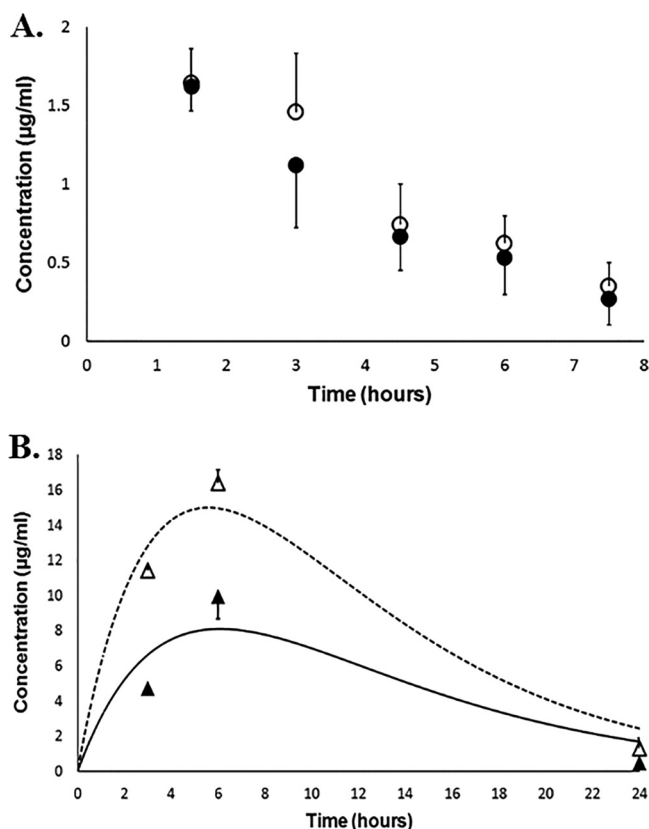 A.
Concentration (µg/ml)
2
1.5
1
0.5
0
0 1 2 3 4 5 6 7 8
Time (hours)
B.
Concentration (µg/ml)
18
16
14
12
10
8
6
4
2
0
0 2 4 6 8 10 12 14 16 18 20 22 24
Time (hours)